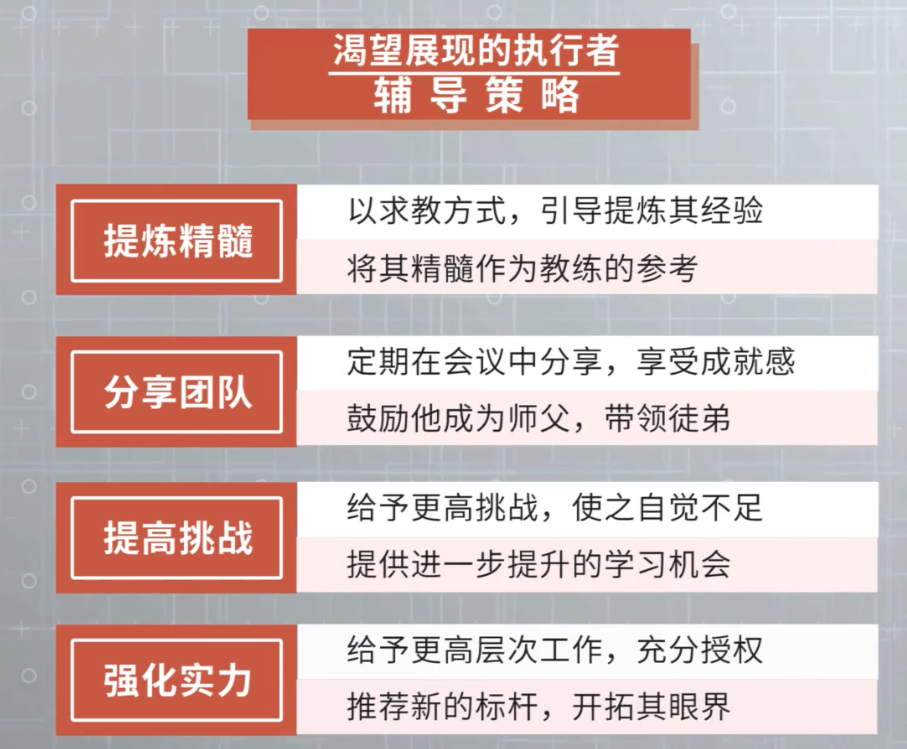 渴望展现的执行者
辅导策略
提炼精髓
以求教方式，引导提炼其经验
将其精髓作为教练的参考
分享团队
定期在会议中分享，享受成就感
鼓励他成为师父，带领徒弟
提高挑战
给予更高挑战，使之自觉不足
提供进一步提升的学习机会
强化实力
给予更高层次工作，充分授权
推荐新的标杆，开拓其眼界